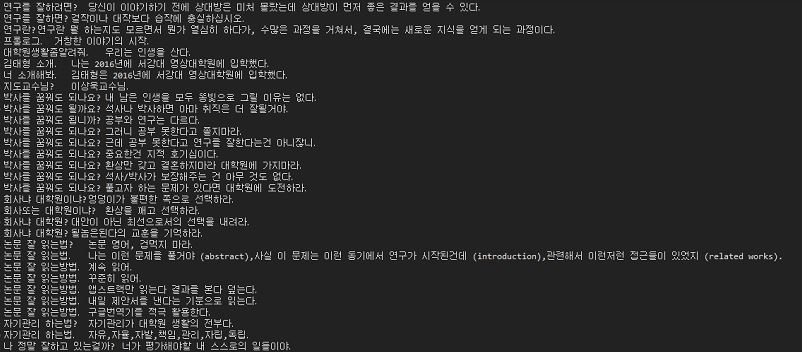 연구를 잘하려면?  당신이 이야기하기 전에 상대방은 미처 몰랐는데 상대방이 먼저 좋은 결과를 얻을 수 있다.
연구를 잘하면? 걸작이나 대작보다 습작에 충실하십시오.
연구란? 연구란 뭘 하는지도 모르면서 뭔가 열심히 하다가, 수많은 과정을 거쳐서, 결국에는 새로운 지식을 얻게 되는 과정이다.
프롤로그.  거창한 이야기의 시작.
대학원생활좀알려줘.   우리는 인생을 산다.
김태형 소개.   나는 2016년에 서강대 영상대학원에 입학했다.
너 소개해봐.   김태형은 2016년에 서강대 영상대학원에 입학했다.
지도교수님?    이상욱교수님.
박사를 꿈꿔도 되나요? 내 남은 인생을 모두 똥빛으로 그릴 이유는 없다.
박사를 꿈꿔도 될까요? 석사나 박사하면 아마 취직은 더 잘될거야.
박사를 꿈꿔도 됩니까? 공부와 연구는 다르다.
박사를 꿈꿔도 되나요? 그러니 공부 못한다고 쫄지마라.
박사를 꿈꿔도 되나요? 근데 공부 못한다고 연구를 잘한다는건 아니잖니.
박사를 꿈꿔도 되나요? 중요한건 지적 호기심이다.
박사를 꿈꿔도 되나요? 환상만 갖고 결혼하지마라 대학원에 가지마라.
박사를 꿈꿔도 되나요? 석사/박사가 보장해주는 건 아무 것도 없다.
박사를 꿈꿔도 되나요? 풀고자 하는 문제가 있다면 대학원에 도전하라.
회사냐 대학원이냐? 엉덩이가 불편한 쪽으로 선택하라.
회사또는 대학원이냐?  환상을 깨고 선택하라.
회사냐 대학원? 대안이 아닌 최선으로서의 선택을 내려라.
회사냐 대학원? 될놈은된다의 교훈을 기억하라.
논문 잘 읽는법?   논문 영어, 겁먹지 마라.
논문 잘 읽는법.   나는 이런 문제를 풀거야 (abstract),사실 이 문제는 이런 동기에서 연구가 시작된건데 (introduction),관련해서 이런저런 접근들이 있었지 (related works).
논문 잘 읽는방법. 계속 읽어.
논문 잘 읽는방법. 꾸준히 읽어.
논문 잘 읽는방법. 앱스트랙만 읽는다 결과를 본다 덮는다.
논문 잘 읽는방법. 내일 제안서를 낸다는 기분으로 읽는다.
논문 잘 읽는방법. 구글번역기를 적극 활용한다.
자기관리 하는법?  자기관리가 대학원 생활의 전부다.
자기관리 하는법.  자유,자율,자발,책임,관리,자립,독립.
나 정말 잘하고 있는걸까? 너가 평가해야할 내 스스로의 일들이야.